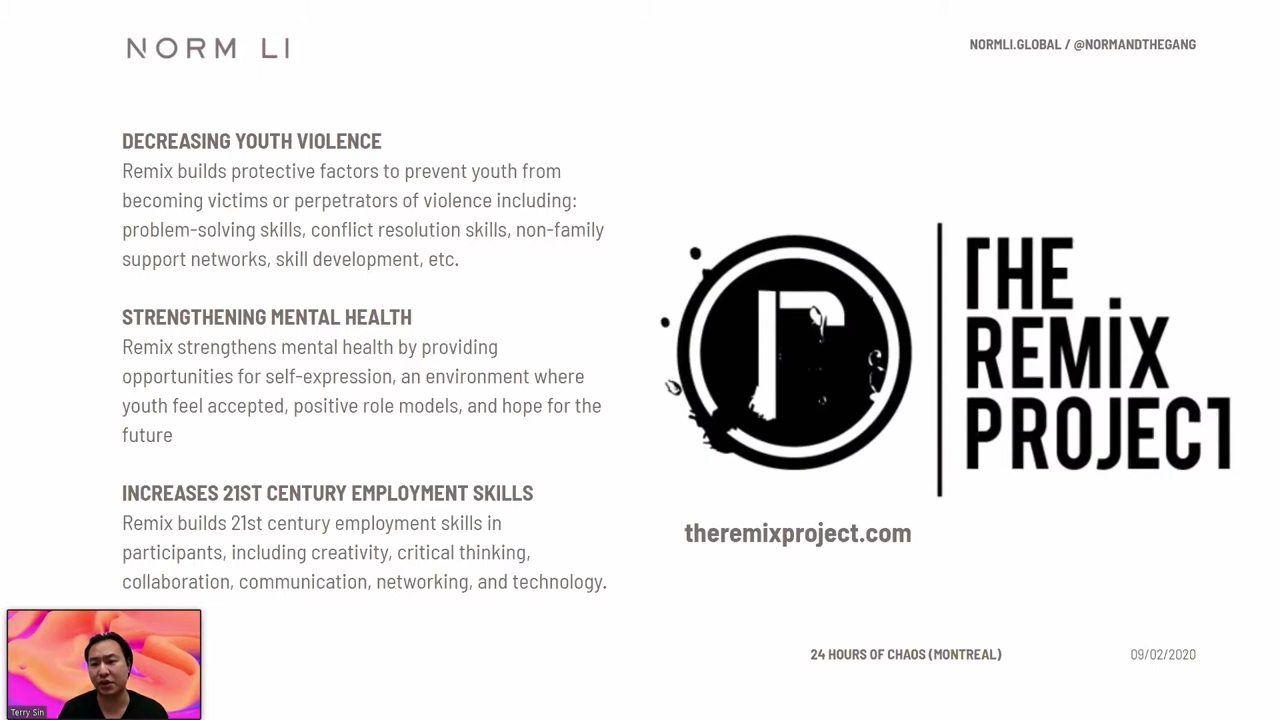 NORM LI
NORMLI.GLOBAL / @NORMANDTHEGANG
DECREASING YOUTH VIOLENCE
Remix builds protective factors to prevent youth from
becoming victims or perpetrators of violence including:
problem-solving skills, conflict resolution skills, non-family
support networks, skill development, etc.
STRENGTHENING MENTAL HEALTH
Remix strengthens mental health by providing
opportunities for self-expression, an environment where
youth feel accepted, positive role models, and hope for the
future
INCREASES 21ST CENTURY EMPLOYMENT SKILLS
Remix builds 21st century employment skills in
participants, including creativity, critical thinking,
collaboration, communication, networking, and technology.
THE
REMiX
PROJECT
theremixproject.com
24 HOURS OF CHAOS (MONTREAL)
09/02/2020
Terry Sin